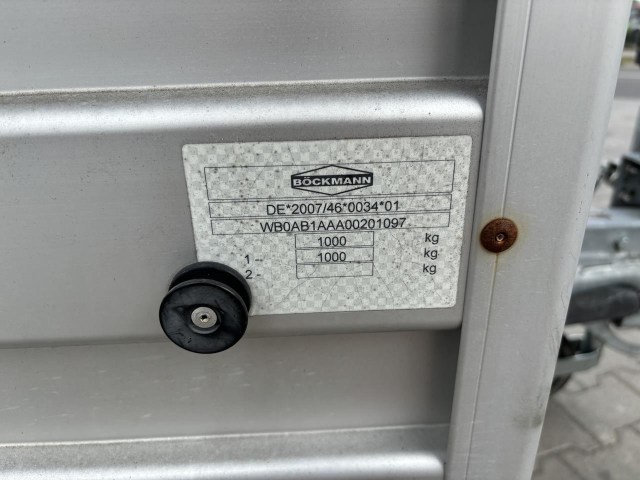 BÖCKMANN
DE*2007/46*0034*01
WB0AB1AAA00201097
1000 kg
1 – 1000 kg
2 - kg